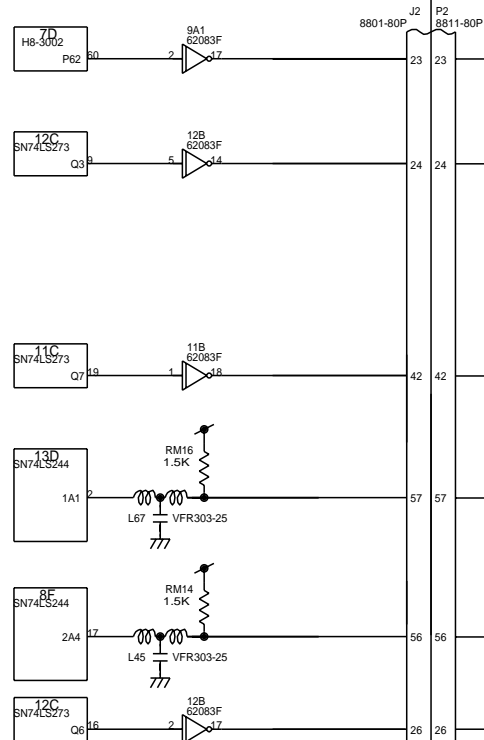 J2 P2
8801-80P 8811-80P
7D
H8-3002
P62 60
9A1
62083F
2 17
23 23
12C
SN74LS273
Q3 9
12B
62083F
5 14
24 24
11C
SN74LS273
Q7 19
11B
62083F
1 18
42 42
13D
SN74LS244
1A1 2
RM16
1.5K
L67 VFR303-25
57 57
8F
SN74LS244
2A4 17
RM14
1.5K
L45 VFR303-25
56 56
12C
SN74LS273
Q6 16
12B
62083F
2 17
26 26